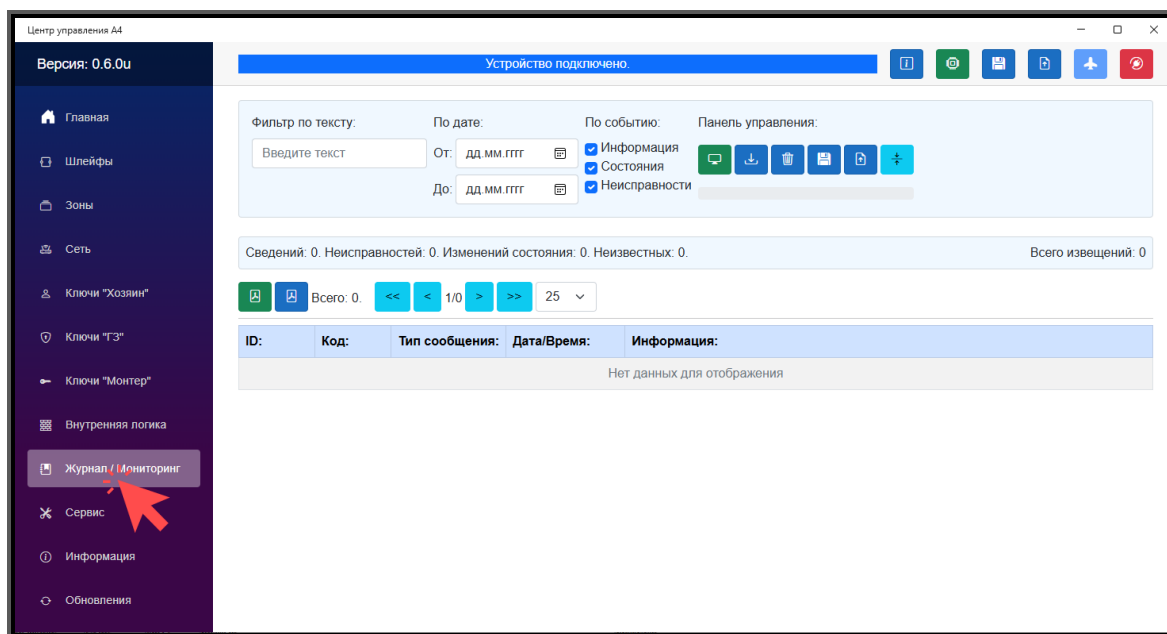 Центр управления А4
Версия: 0.6.0u
Устройство подключено.
Главная
Шлейфы
Зоны
Сеть
Ключи "Хозяин"
Ключи "ГЗ"
Ключи "Монтер"
Внутренняя логика
Журнал / Мониторинг
Сервис
Информация
Обновления
Фильтр по тексту: По дате: По событию: Панель управления:
Введите текст От: дд.мм.гггг Информация
Состояния
До: дд.мм.гггг Неисправности
Сведений: 0. Неисправностей: 0. Изменений состояния: 0. Неизвестных: 0. Всего извещений: 0
Всего: 0. << < 1/0 > >> 25
ID: Код: Тип сообщения: Дата/Время: Информация:
Нет данных для отображения